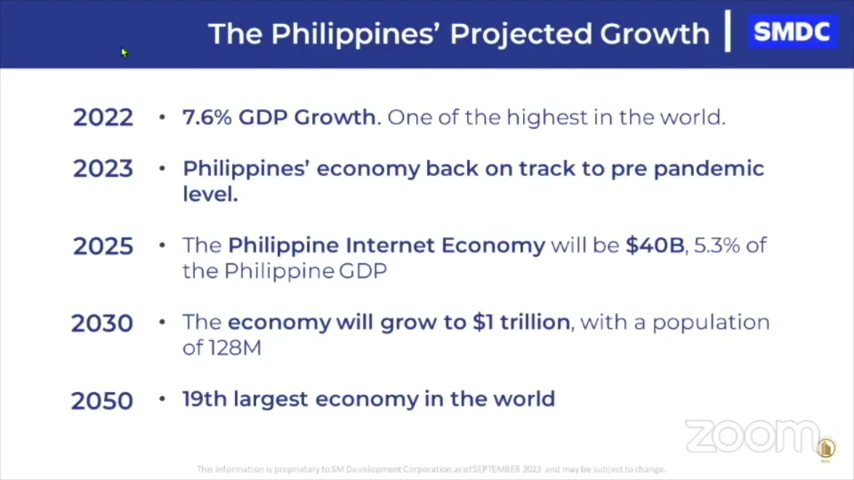 The Philippines' Projected Growth
SMDC
2022 • 7.6% GDP Growth. One of the highest in the world.
2023 • Philippines' economy back on track to pre pandemic
level.
2025 • The Philippine Internet Economy will be $40B, 5.3% of
the Philippine GDP
2030 • The economy will grow to $1 trillion, with a population
of 128M
2050 • 19th largest economy in the world
zoom
This information is proprietary to SM Development Corporation as of SEPTEMBER 2023 and may be subject to change.